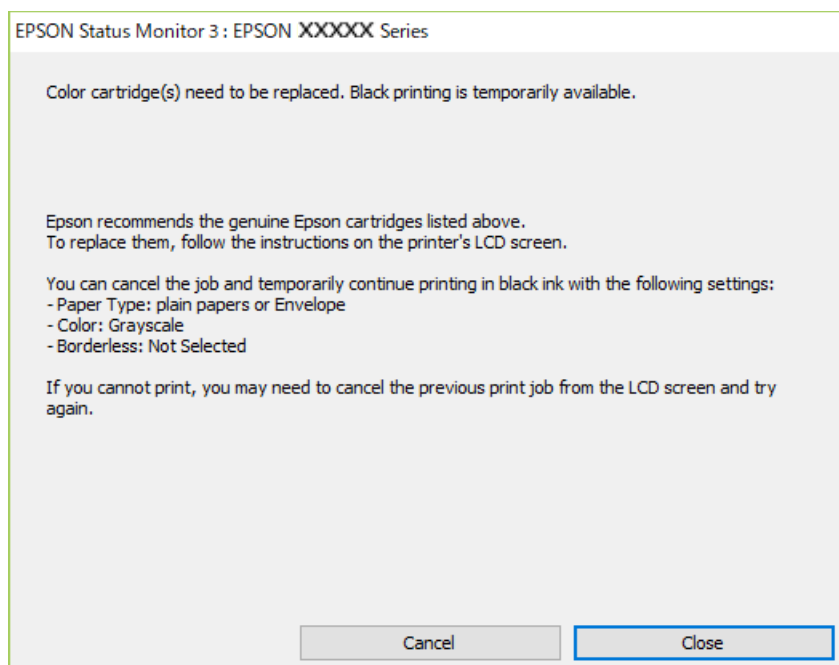 EPSON Status Monitor 3 : EPSON XXXXX Series
Color cartridge(s) need to be replaced. Black printing is temporarily available.
Epson recommends the genuine Epson cartridges listed above.
To replace them, follow the instructions on the printer's LCD screen.
You can cancel the job and temporarily continue printing in black ink with the following settings:
- Paper Type: plain papers or Envelope
- Color: Grayscale
- Borderless: Not Selected
If you cannot print, you may need to cancel the previous print job from the LCD screen and try
again.
Cancel
Close